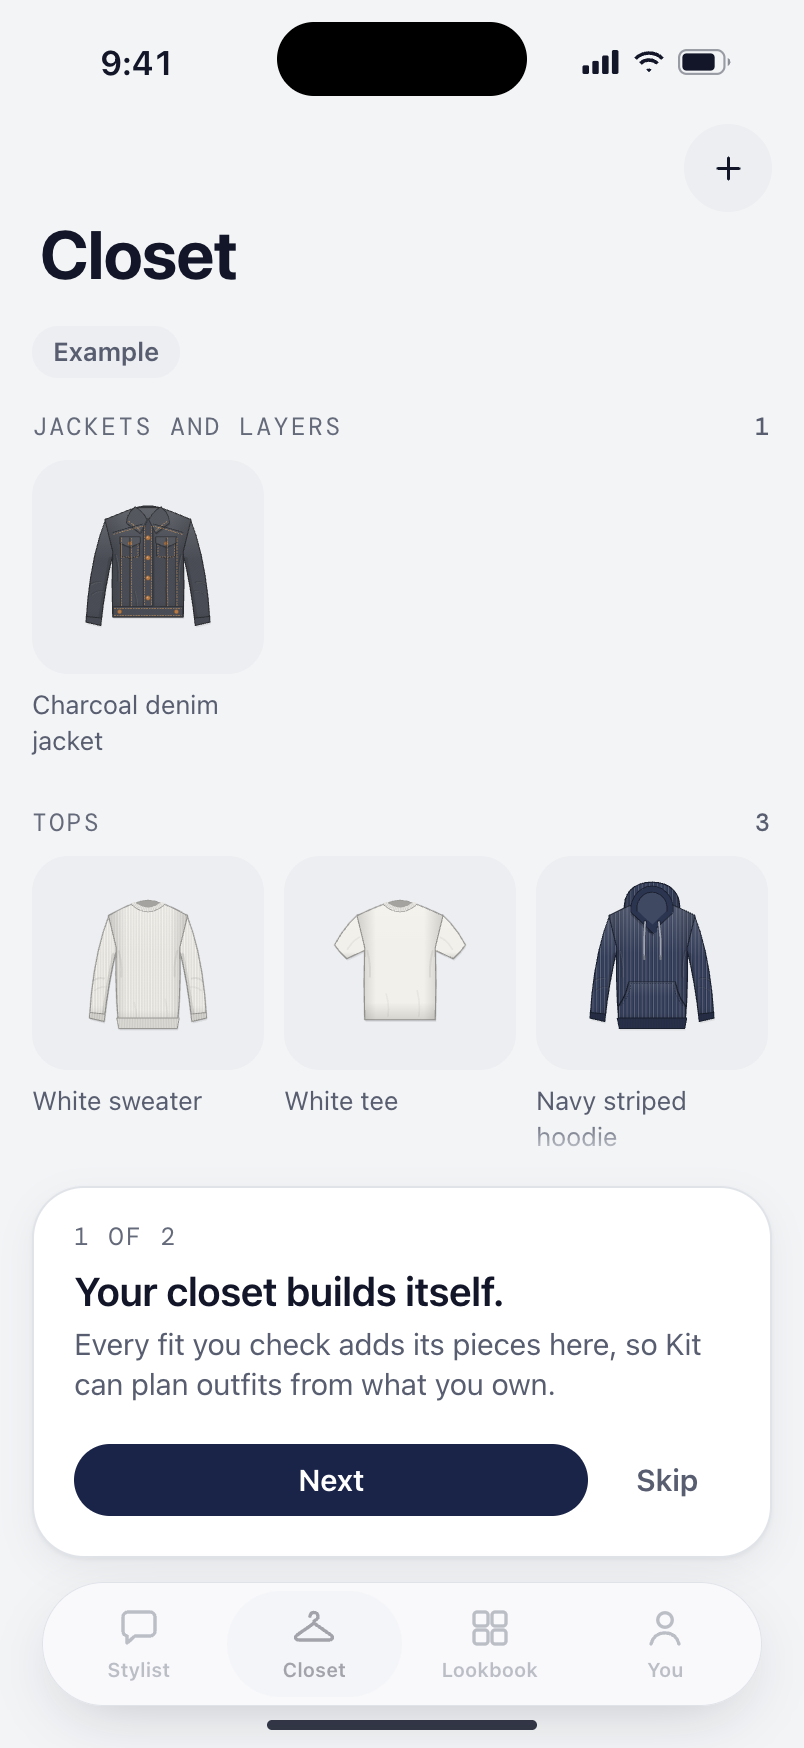 9:41
Closet
Example
JACKETS AND LAYERS 1
Charcoal denim
jacket
TOPS 3
White sweater
White tee
Navy striped
hoodie
1 OF 2
Your closet builds itself.
Every fit you check adds its pieces here, so Kit
can plan outfits from what you own.
Next
Skip
Stylist
Closet
Lookbook
You